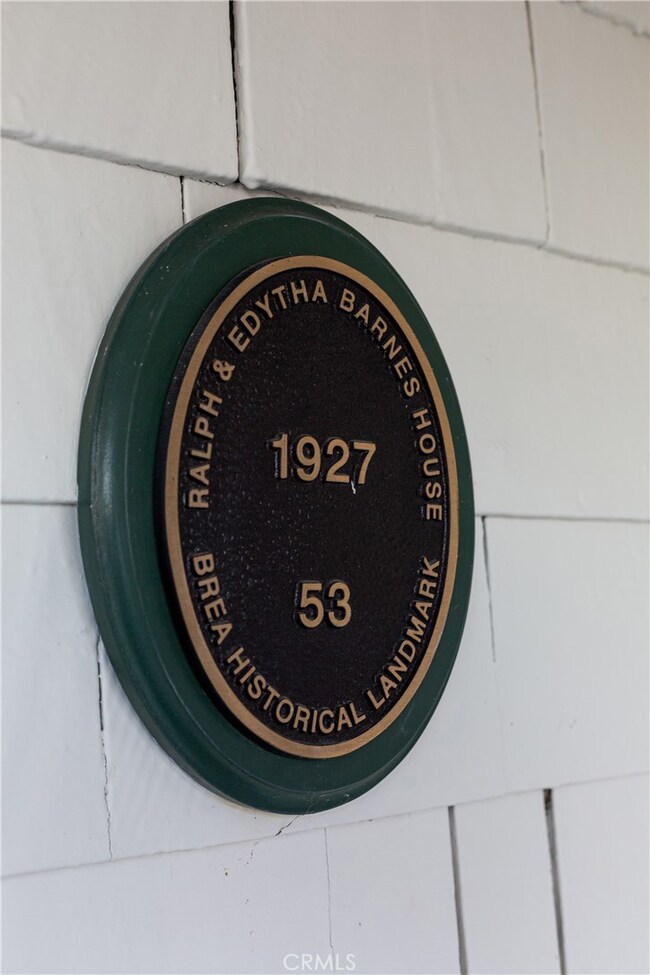 RALPH & EDYTHA BARNES HOUSE
1927
53
BREA HISTORICAL LANDMARK
CRMLS